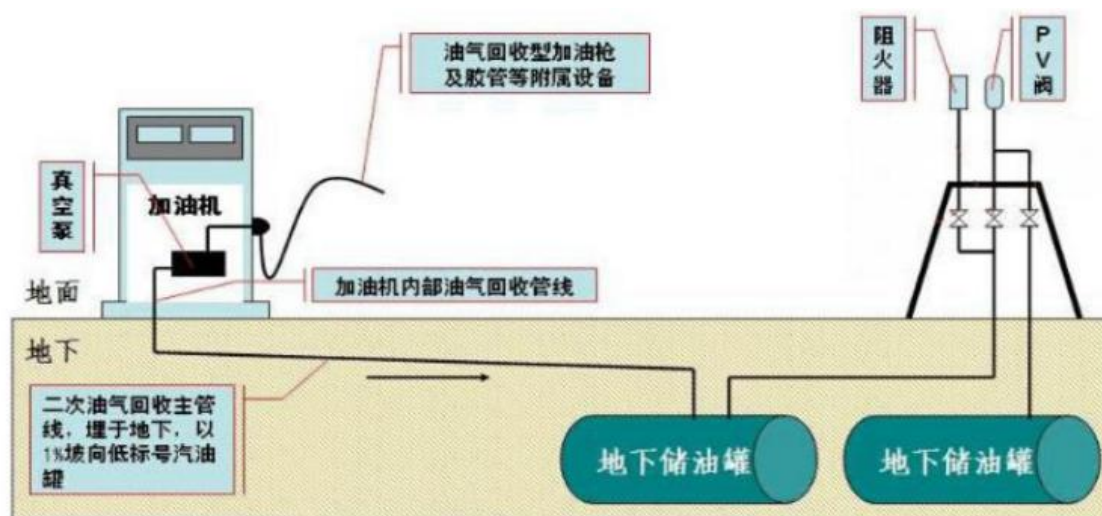 油气回收型加油枪
及胶管等附属设备
阻火器
PV阀
真空泵
加油机
加油机内部油气回收管线
地面
地下
二次油气回收主管
线，埋于地下，以
1%坡向低标号汽油
罐
地下储油罐
地下储油罐